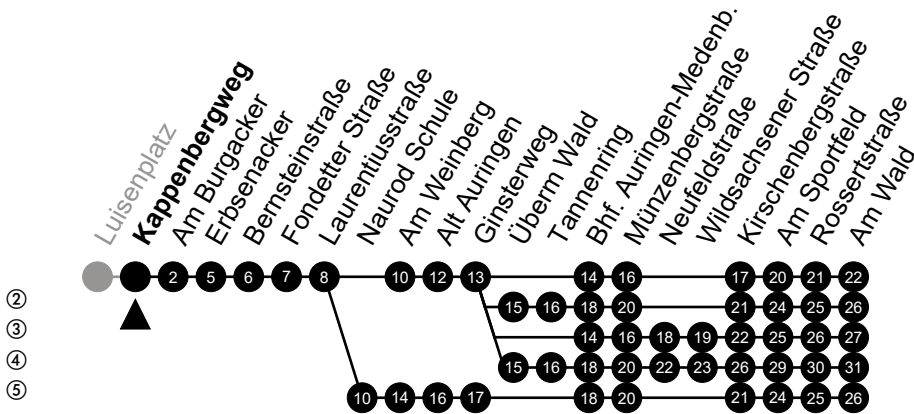 Luisenplatz
Kappenbergweg
Am Burgacker
Erbsenacker
Bernsteinstraße
Fondetter Straße
Laurentiusstraße
Naurod Schule
Am Weinberg
Alt Auringen
Ginsterweg
Überm Wald
Tannenring
Bhf. Auringen-Medenb.
Münzenbergstraße
Neufeldstraße
Wildsachsener Straße
Kirschenbergstraße
Am Sportfeld
Rossertstraße
Am Wald
2 5 6 7 8 10 12 13 14 16 17 20 21 22
② 15 16 18 20 21 24 25 26
③ 14 16 18 19 22 25 26 27
④ 15 16 18 20 22 23 26 29 30 31
⑤ 10 14 16 17 18 20 21 24 25 26